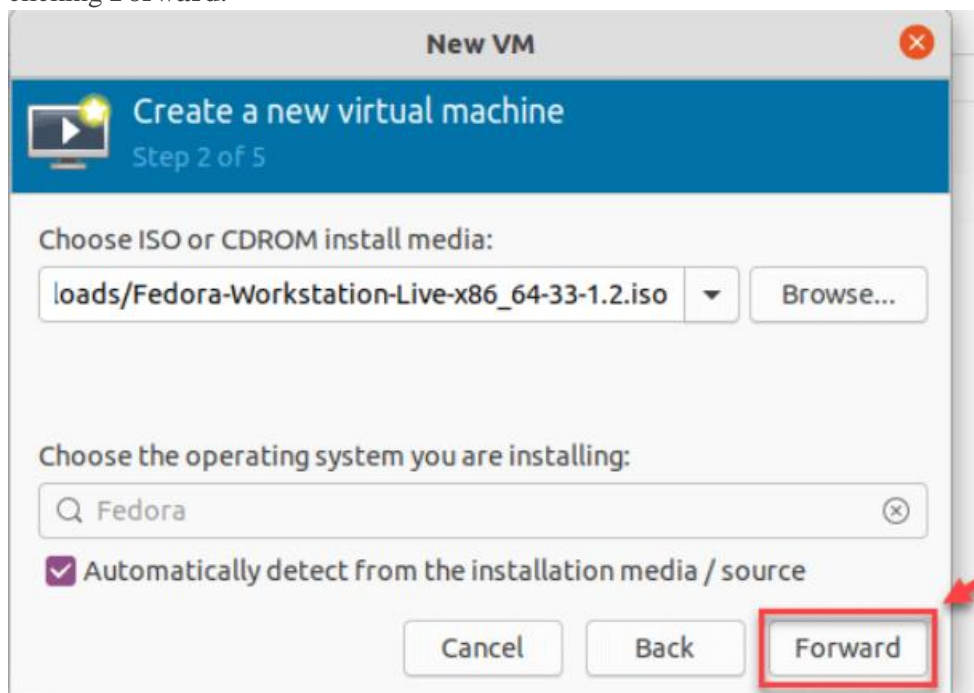 clicking Forward.
New VM
Create a new virtual machine
Step 2 of 5
Choose ISO or CDROM install media:
loads/Fedora-Workstation-Live-x86_64-33-1.2.iso Browse...
Choose the operating system you are installing:
Fedora
Automatically detect from the installation media / source
Cancel Back Forward